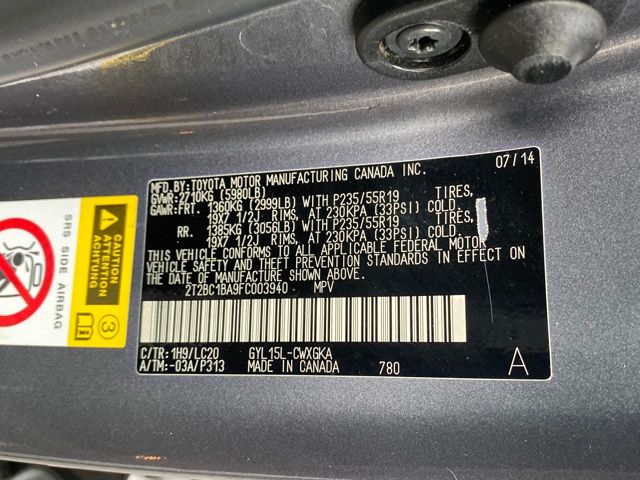 MFD.BY:TOYOTA MOTOR MANUFACTURING CANADA INC. 07/14
GVWR:2710KG (5980LB)
GAWR:FRT. 1360KG (2999LB) WITH P235/55R19 TIRES,
19X7 1/2J RIMS, AT 230KPA (33PSI) COLD.
RR. 1385KG (3056LB) WITH P235/55R19 TIRES,
19X7 1/2J RIMS, AT 230KPA (33PSI) COLD.
THIS VEHICLE CONFORMS TO ALL APPLICABLE FEDERAL MOTOR
VEHICLE SAFETY AND THEFT PREVENTION STANDARDS IN EFFECT ON
THE DATE OF MANUFACTURE SHOWN ABOVE.
2T2BC1BA9FC003940 MPV
C/TR:1H9/LC20 GYL15L-CWXGKA
A/TM:-03A/P313 MADE IN CANADA 780 A
SRS SIDE AIRBAG
CAUTION
ATTENTION
ACHTUNG
3